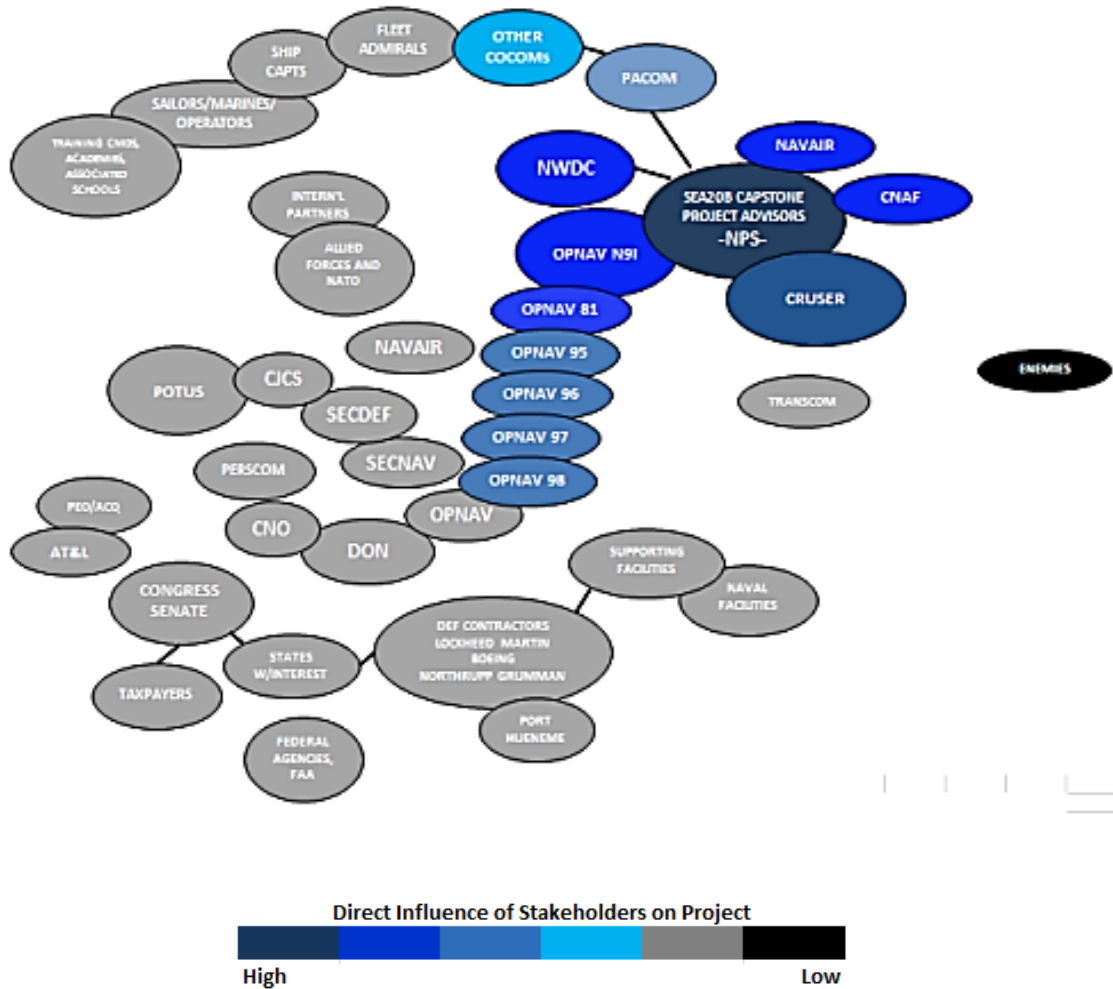 FLEET
ADMIRALS
OTHER
COCOMs
SHIP
CAPTS
PACOM
SAILORS/MARINES/
OPERATORS
TRAINING CMDS,
ACADEMIES,
ASSOCIATED
SCHOOLS
NAVAIR
NWDC
SEA20B CAPSTONE
PROJECT ADVISORS
-NPS-
CNAF
INTERN'L
PARTNERS
ALLIED
FORCES AND
NATO
OPNAV N9I
CRUSER
OPNAV 81
NAVAIR
OPNAV 95
ENEMIES
POTUS
CJCS
OPNAV 96
TRANSCOM
SECDEF
OPNAV 97
SECNAV
PERSCOM
OPNAV 98
PEO/ACQ
OPNAV
CNO
AT&L
DON
SUPPORTING
FACILITIES
CONGRESS
SENATE
NAVAL
FACILITIES
DEF CONTRACTORS
LOCKHEED MARTIN
BOEING
NORTHRUPP GRUMMAN
STATES
W/INTEREST
TAXPAYERS
PORT
HUENEME
FEDERAL
AGENCIES,
FAA
Direct Influence of Stakeholders on Project
High
Low